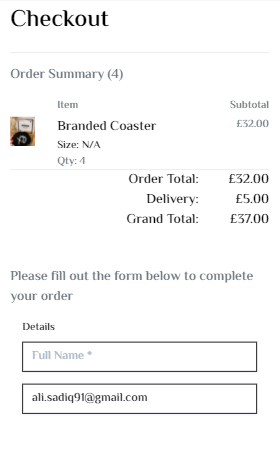 Checkout
Order Summary (4)
Item Subtotal
Branded Coaster £32.00
Size: N/A
Qty: 4
Order Total: £32.00
Delivery: £5.00
Grand Total: £37.00
Please fill out the form below to complete
your order
Details
Full Name *
ali.sadiq91@gmail.com